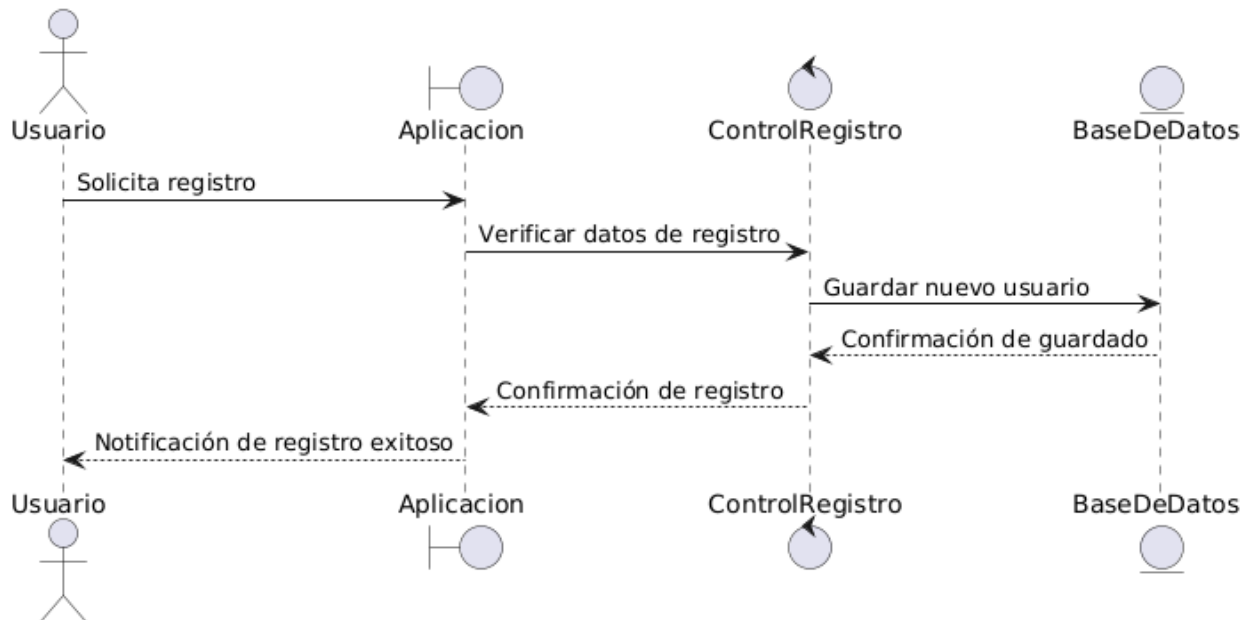 Usuario
Aplicacion
ControlRegistro
BaseDeDatos
Solicita registro
Verificar datos de registro
Guardar nuevo usuario
Confirmación de guardado
Confirmación de registro
Notificación de registro exitoso
Usuario
Aplicacion
ControlRegistro
BaseDeDatos